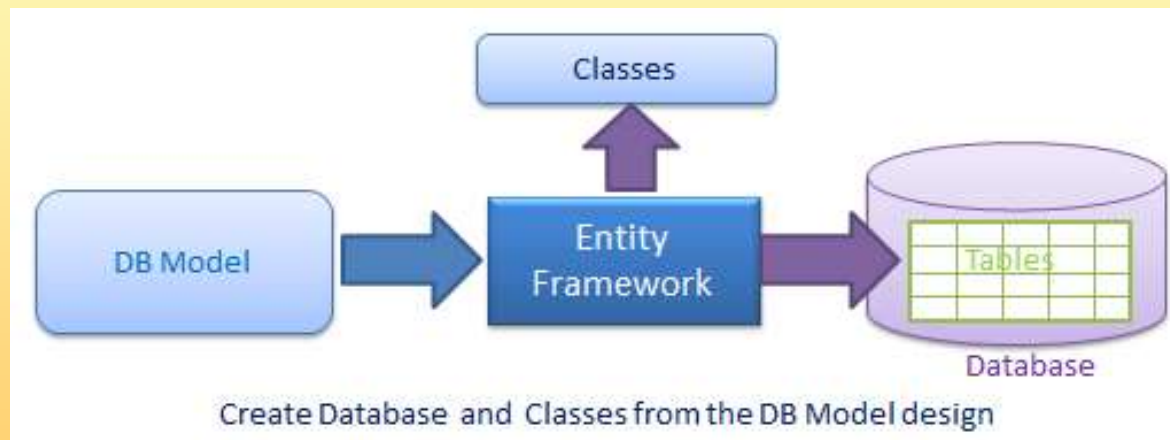 Classes
DB Model
Entity
Framework
Tables
Database
Create Database and Classes from the DB Model design